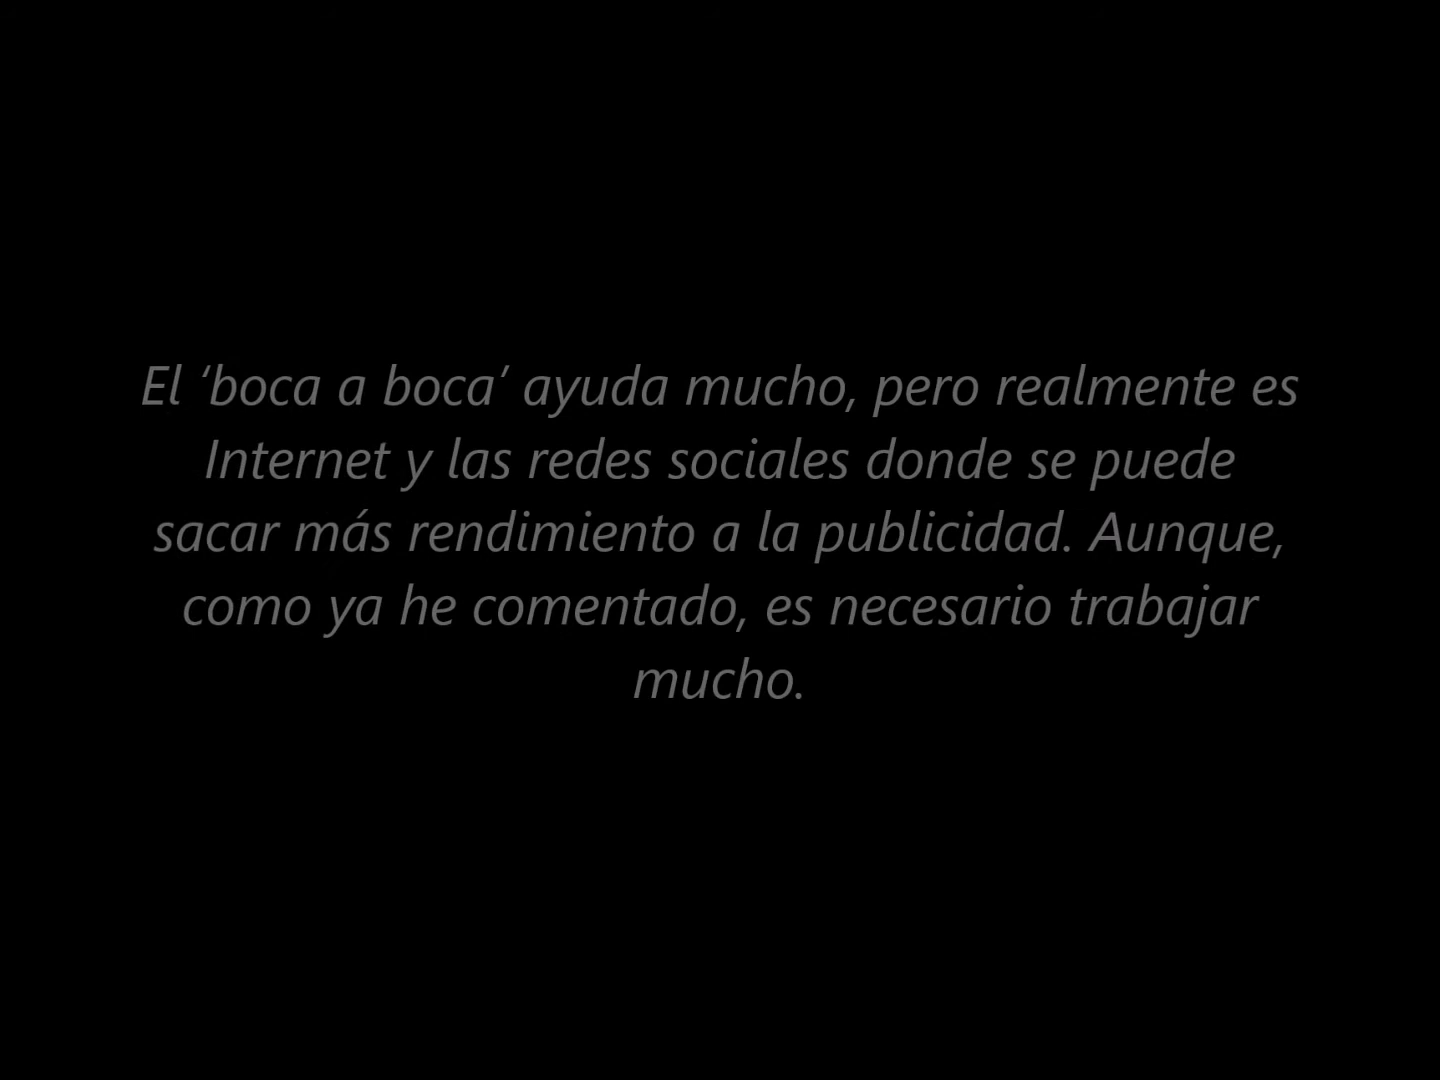 El ‘boca a boca’ ayuda mucho, pero realmente es
Internet y las redes sociales donde se puede
sacar más rendimiento a la publicidad. Aunque,
como ya he comentado, es necesario trabajar
mucho.